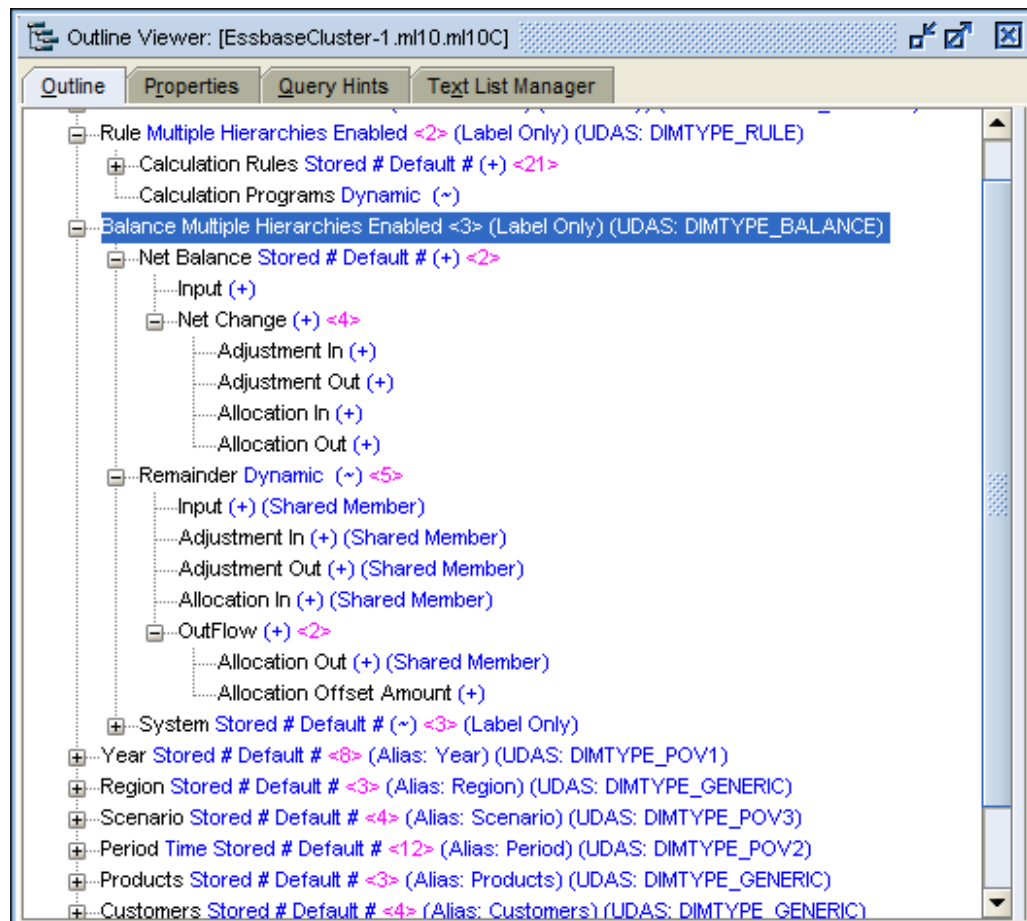 Outline Viewer: [EssbaseCluster-1.ml10.ml10C]
Outline Properties Query Hints Text List Manager
Rule Multiple Hierarchies Enabled <2> (Label Only) (UDAS: DIMTYPE_RULE)
Calculation Rules Stored # Default # (+) <21>
Calculation Programs Dynamic (~)
Balance Multiple Hierarchies Enabled <3> (Label Only) (UDAS: DIMTYPE_BALANCE)
Net Balance Stored # Default # (+) <2>
Input (+)
Net Change (+) <4>
Adjustment In (+)
Adjustment Out (+)
Allocation In (+)
Allocation Out (+)
Remainder Dynamic (~) <5>
Input (+) (Shared Member)
Adjustment In (+) (Shared Member)
Adjustment Out (+) (Shared Member)
Allocation In (+) (Shared Member)
OutFlow (+) <2>
Allocation Out (+) (Shared Member)
Allocation Offset Amount (+)
System Stored # Default # (~) <3> (Label Only)
Year Stored # Default # <8> (Alias: Year) (UDAS: DIMTYPE_POV1)
Region Stored # Default # <3> (Alias: Region) (UDAS: DIMTYPE_GENERIC)
Scenario Stored # Default # <4> (Alias: Scenario) (UDAS: DIMTYPE_POV3)
Period Time Stored # Default # <12> (Alias: Period) (UDAS: DIMTYPE_POV2)
Products Stored # Default # <3> (Alias: Products) (UDAS: DIMTYPE_GENERIC)
Customers Stored # Default # <4> (Alias: Customers) (UDAS: DIMTYPE_GENERIC)